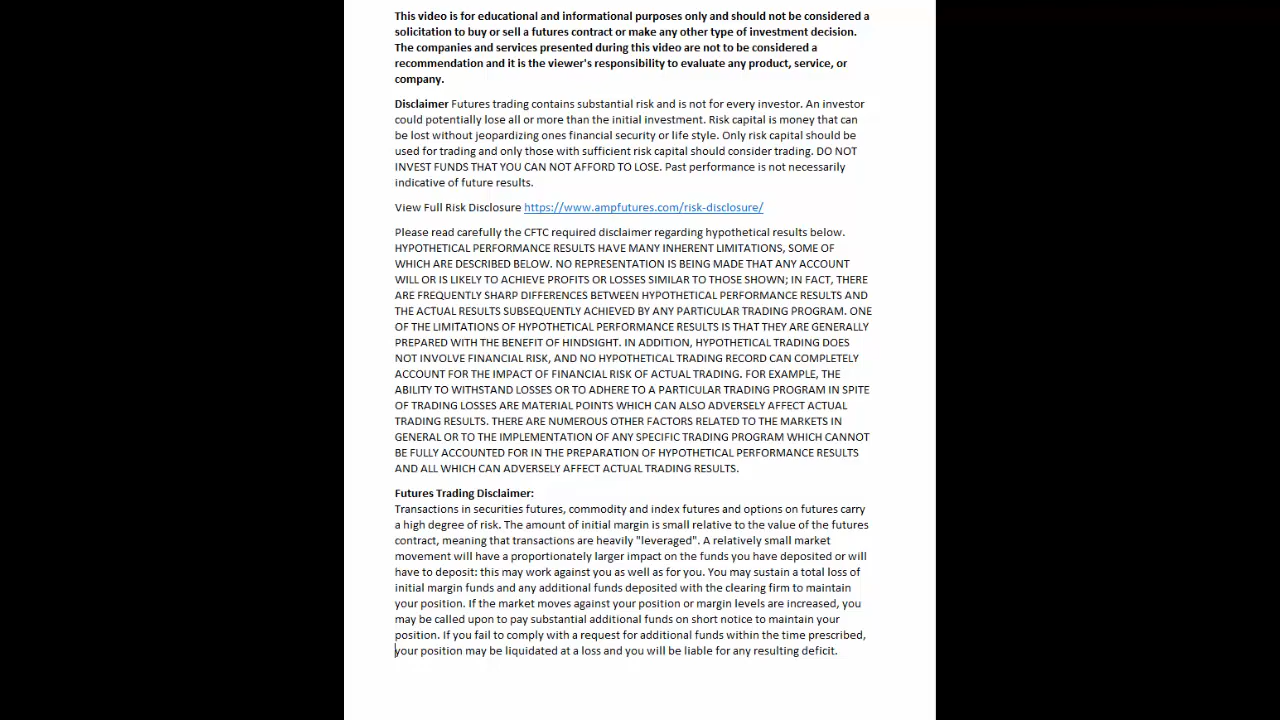 This video is for educational and informational purposes only and should not be considered a
solicitation to buy or sell a futures contract or make any other type of investment decision.
The companies and services presented during this video are not to be considered a
recommendation and it is the viewer's responsibility to evaluate any product, service, or
company.
Disclaimer Futures trading contains substantial risk and is not for every investor. An investor
could potentially lose all or more than the initial investment. Risk capital is money that can
be lost without jeopardizing ones financial security or life style. Only risk capital should be
used for trading and only those with sufficient risk capital should consider trading. DO NOT
INVEST FUNDS THAT YOU CAN NOT AFFORD TO LOSE. Past performance is not necessarily
indicative of future results.
View Full Risk Disclosure https://www.ampfutures.com/risk-disclosure/
Please read carefully the CFTC required disclaimer regarding hypothetical results below.
HYPOTHETICAL PERFORMANCE RESULTS HAVE MANY INHERENT LIMITATIONS, SOME OF
WHICH ARE DESCRIBED BELOW. NO REPRESENTATION IS BEING MADE THAT ANY ACCOUNT
WILL OR IS LIKELY TO ACHIEVE PROFITS OR LOSSES SIMILAR TO THOSE SHOWN; IN FACT, THERE
ARE FREQUENTLY SHARP DIFFERENCES BETWEEN HYPOTHETICAL PERFORMANCE RESULTS AND
THE ACTUAL RESULTS SUBSEQUENTLY ACHIEVED BY ANY PARTICULAR TRADING PROGRAM. ONE
OF THE LIMITATIONS OF HYPOTHETICAL PERFORMANCE RESULTS IS THAT THEY ARE GENERALLY
PREPARED WITH THE BENEFIT OF HINDSIGHT. IN ADDITION, HYPOTHETICAL TRADING DOES
NOT INVOLVE FINANCIAL RISK, AND NO HYPOTHETICAL TRADING RECORD CAN COMPLETELY
ACCOUNT FOR THE IMPACT OF FINANCIAL RISK OF ACTUAL TRADING. FOR EXAMPLE, THE
ABILITY TO WITHSTAND LOSSES OR TO ADHERE TO A PARTICULAR TRADING PROGRAM IN SPITE
OF TRADING LOSSES ARE MATERIAL POINTS WHICH CAN ALSO ADVERSELY AFFECT ACTUAL
TRADING RESULTS. THERE ARE NUMEROUS OTHER FACTORS RELATED TO THE MARKETS IN
GENERAL OR TO THE IMPLEMENTATION OF ANY SPECIFIC TRADING PROGRAM WHICH CANNOT
BE FULLY ACCOUNTED FOR IN THE PREPARATION OF HYPOTHETICAL PERFORMANCE RESULTS
AND ALL WHICH CAN ADVERSELY AFFECT ACTUAL TRADING RESULTS.
Futures Trading Disclaimer:
Transactions in securities futures, commodity and index futures and options on futures carry
a high degree of risk. The amount of initial margin is small relative to the value of the futures
contract, meaning that transactions are heavily "leveraged". A relatively small market
movement will have a proportionately larger impact on the funds you have deposited or will
have to deposit: this may work against you as well as for you. You may sustain a total loss of
initial margin funds and any additional funds deposited with the clearing firm to maintain
your position. If the market moves against your position or margin levels are increased, you
may be called upon to pay substantial additional funds on short notice to maintain your
position. If you fail to comply with a request for additional funds within the time prescribed,
your position may be liquidated at a loss and you will be liable for any resulting deficit.